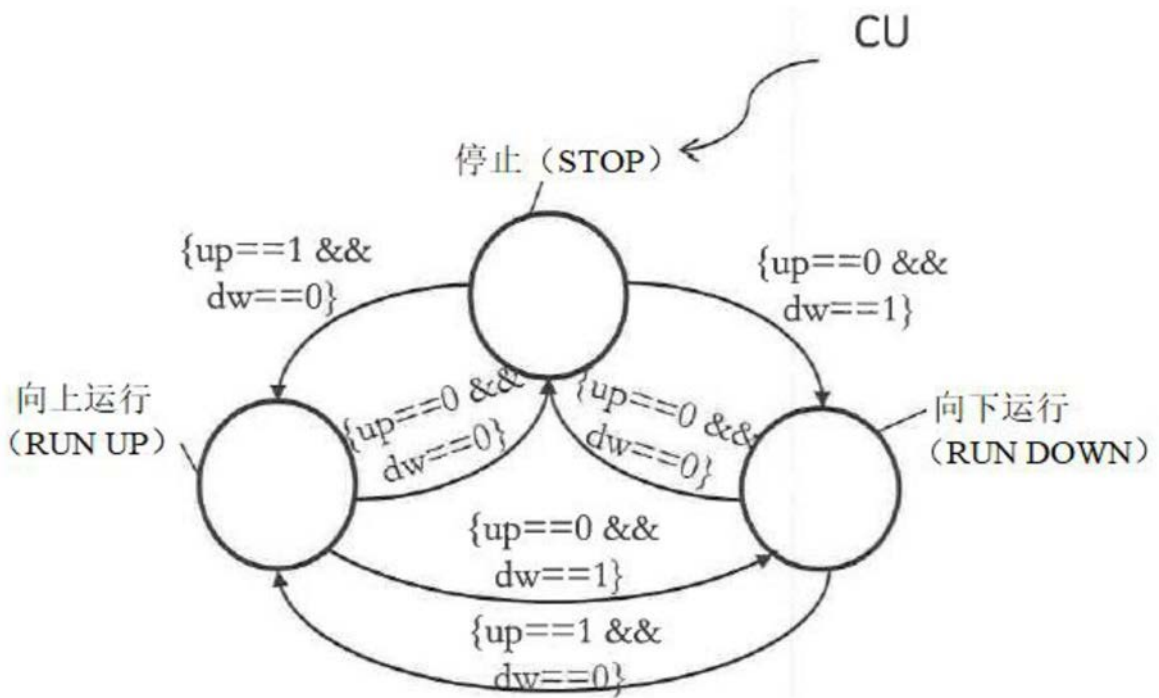 CU
停止（STOP）
{up==1 &&
dw==0}
{up==0 &&
dw==1}
向上运行
（RUN UP）
{up==0 &&
dw==0}
{up==0 &&
dw==0}
向下运行
（RUN DOWN）
{up==0 &&
dw==1}
{up==1 &&
dw==0}